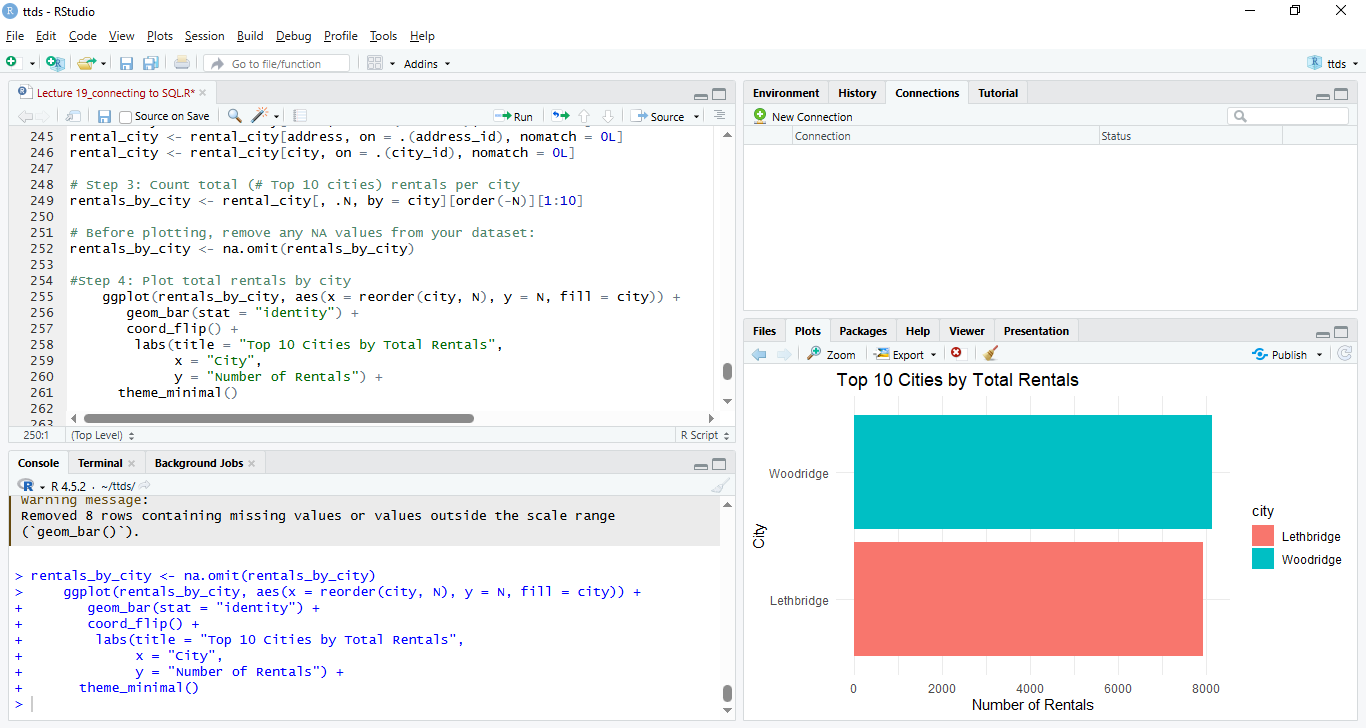 ttds - RStudio
File Edit Code View Plots Session Build Debug Profile Tools Help
Go to file/function Addins ttds
Lecture 19_connecting to SQL.R*
Source on Save Run Source
245 rental_city <- rental_city[address, on = .(address_id), nomatch = 0L]
246 rental_city <- rental_city[city, on = .(city_id), nomatch = 0L]
247
248 # Step 3: Count total (# Top 10 cities) rentals per city
249 rentals_by_city <- rental_city[, .N, by = city][order(-N)][1:10]
250
251 # Before plotting, remove any NA values from your dataset:
252 rentals_by_city <- na.omit(rentals_by_city)
253
254 #Step 4: Plot total rentals by city
255 ggplot(rentals_by_city, aes(x = reorder(city, N), y = N, fill = city)) +
256 geom_bar(stat = "identity") +
257 coord_flip() +
258 labs(title = "Top 10 Cities by Total Rentals",
259 x = "City",
260 y = "Number of Rentals") +
261 theme_minimal()
262
263
250:1 (Top Level) R Script
Console Terminal Background Jobs
R R 4.5.2 · ~/ttds/
Warning message:
Removed 8 rows containing missing values or values outside the scale range
(`geom_bar()`).
> rentals_by_city <- na.omit(rentals_by_city)
> ggplot(rentals_by_city, aes(x = reorder(city, N), y = N, fill = city)) +
+ geom_bar(stat = "identity") +
+ coord_flip() +
+ labs(title = "Top 10 Cities by Total Rentals",
+ x = "City",
+ y = "Number of Rentals") +
+ theme_minimal()
>
Environment History Connections Tutorial
New Connection
Connection Status
Files Plots Packages Help Viewer Presentation
Zoom Export Publish
Top 10 Cities by Total Rentals
City
Woodridge
Lethbridge
0 2000 4000 6000 8000
Number of Rentals
city
Lethbridge
Woodridge